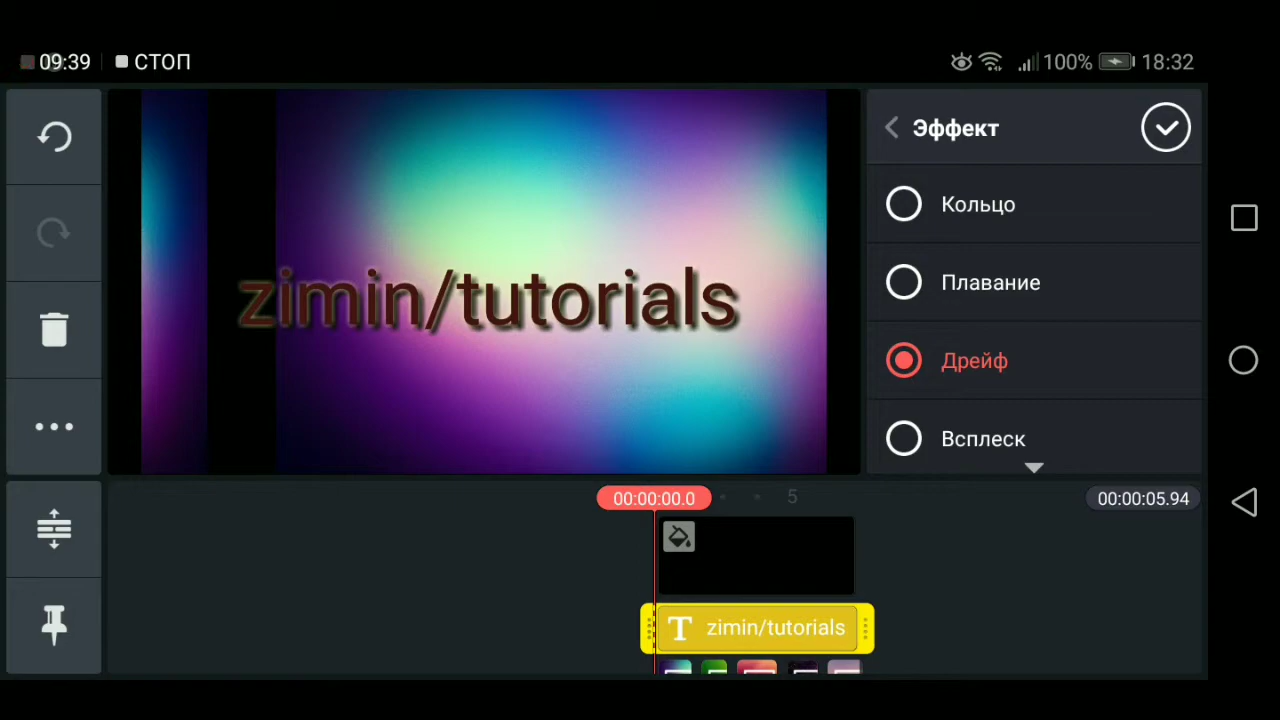 09:39 СТОП 100% 18:32
Эффект
Кольцо
Плавание
Дрейф
Всплеск
zimin/tutorials
00:00:00.0 5 00:00:05.94
T zimin/tutorials